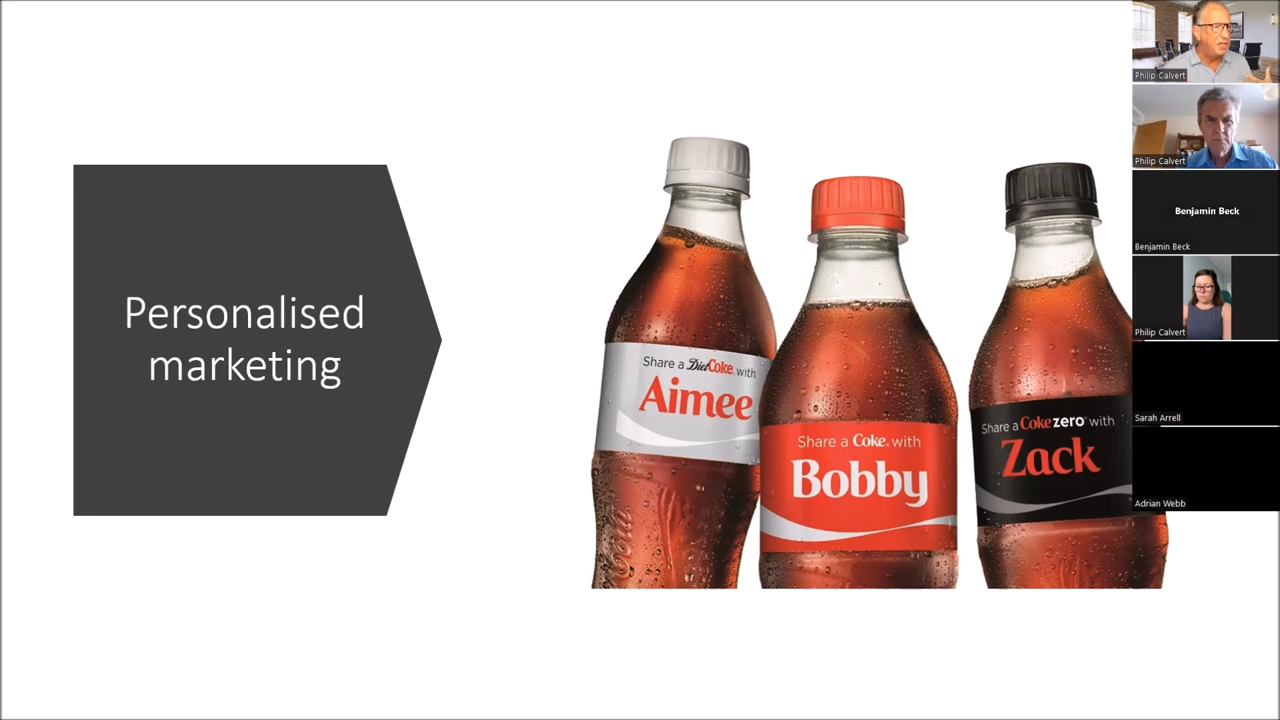 Personalised
marketing
Share a Diet Coke with
Aimee
Share a Coke with
Bobby
Share a Coke zero with
Zack
Philip Calvert
Philip Calvert
Benjamin Beck
Benjamin Beck
Philip Calvert
Sarah Arrell
Adrian Webb